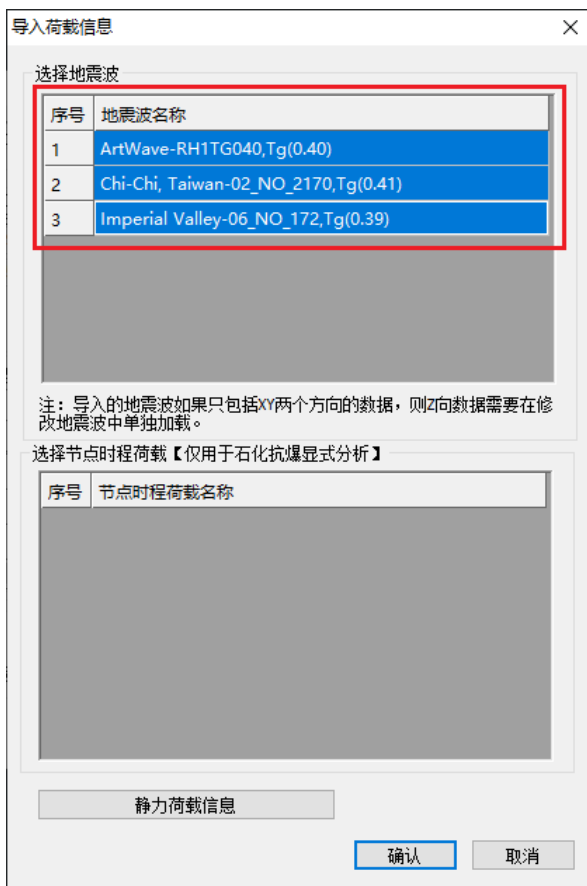 导入荷载信息
选择地震波
序号 地震波名称
1 ArtWave-RH1TG040,Tg(0.40)
2 Chi-Chi, Taiwan-02_NO_2170,Tg(0.41)
3 Imperial Valley-06_NO_172,Tg(0.39)
注：导入的地震波如果只包括XY两个方向的数据，则Z向数据需要在修
改地震波中单独加载。
选择节点时程荷载【仅用于石化抗爆显式分析】
序号 节点时程荷载名称
静力荷载信息
确认 取消